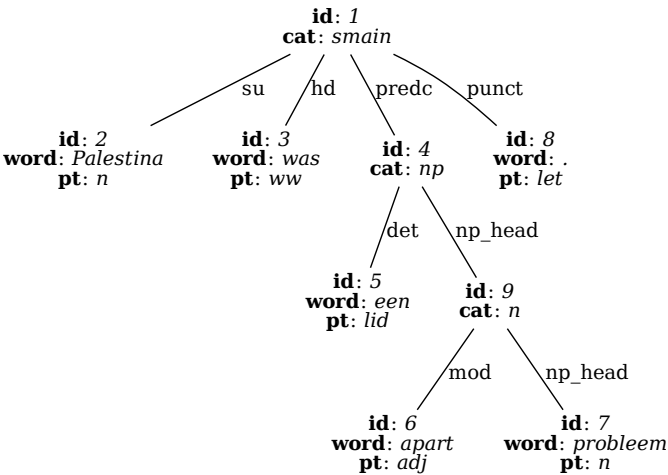 id: 1
cat: smain
su
hd
predc
punct
id: 2
word: Palestina
pt: n
id: 3
word: was
pt: ww
id: 4
cat: np
id: 8
word: .
pt: let
det
np_head
id: 5
word: een
pt: lid
id: 9
cat: n
mod
np_head
id: 6
word: apart
pt: adj
id: 7
word: probleem
pt: n